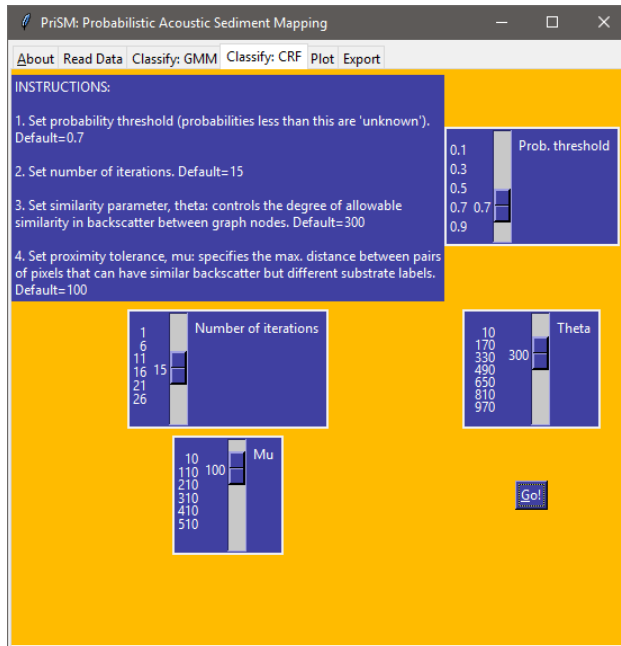 PriSM: Probabilistic Acoustic Sediment Mapping
About Read Data Classify: GMM Classify: CRF Plot Export
INSTRUCTIONS:
1. Set probability threshold (probabilities less than this are 'unknown').
Default=0.7
2. Set number of iterations. Default=15
3. Set similarity parameter, theta: controls the degree of allowable
similarity in backscatter between graph nodes. Default=300
4. Set proximity tolerance, mu: specifies the max. distance between pairs
of pixels that can have similar backscatter but different substrate labels.
Default=100
Prob. threshold
0.1
0.3
0.5
0.7 0.7
0.9
Number of iterations
1
6
11
16 15
21
26
Theta
10
170
330 300
490
650
810
970
Mu
10
110 100
210
310
410
510
Go!